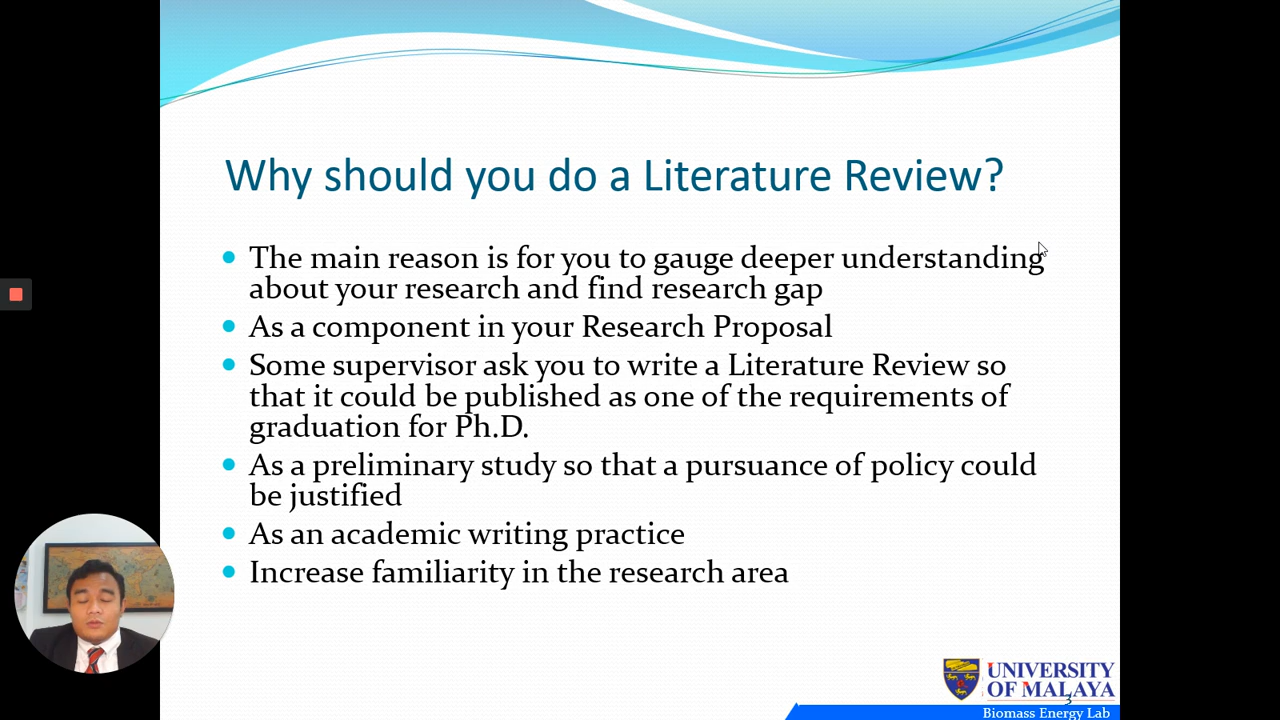 Why should you do a Literature Review?
The main reason is for you to gauge deeper understanding
about your research and find research gap
As a component in your Research Proposal
Some supervisor ask you to write a Literature Review so
that it could be published as one of the requirements of
graduation for Ph.D.
As a preliminary study so that a pursuance of policy could
be justified
As an academic writing practice
Increase familiarity in the research area
UNIVERSITY
OF MALAYA
3
Biomass Energy Lab